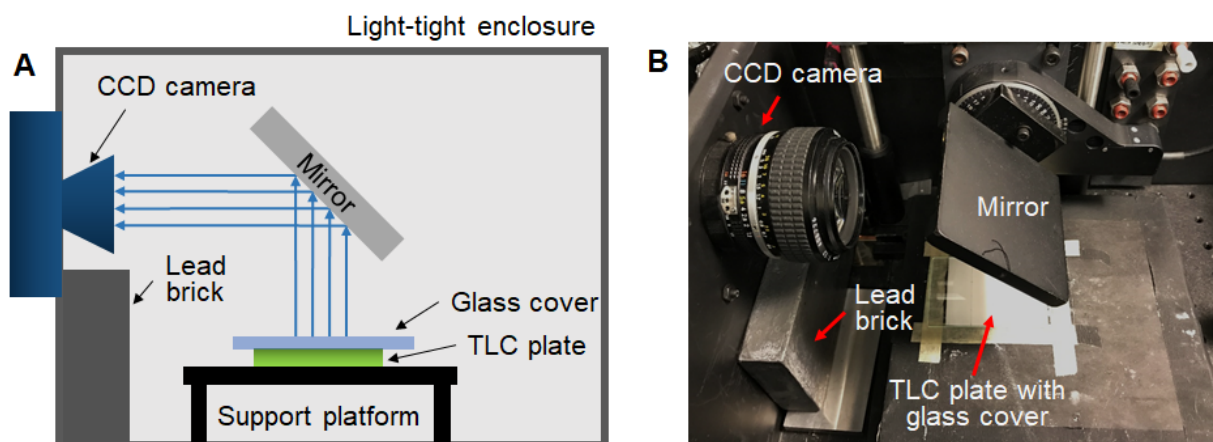 Light-tight enclosure
A
CCD camera
Mirror
Lead
brick
Glass cover
TLC plate
Support platform
B
CCD camera
Mirror
Lead
brick
TLC plate with
glass cover